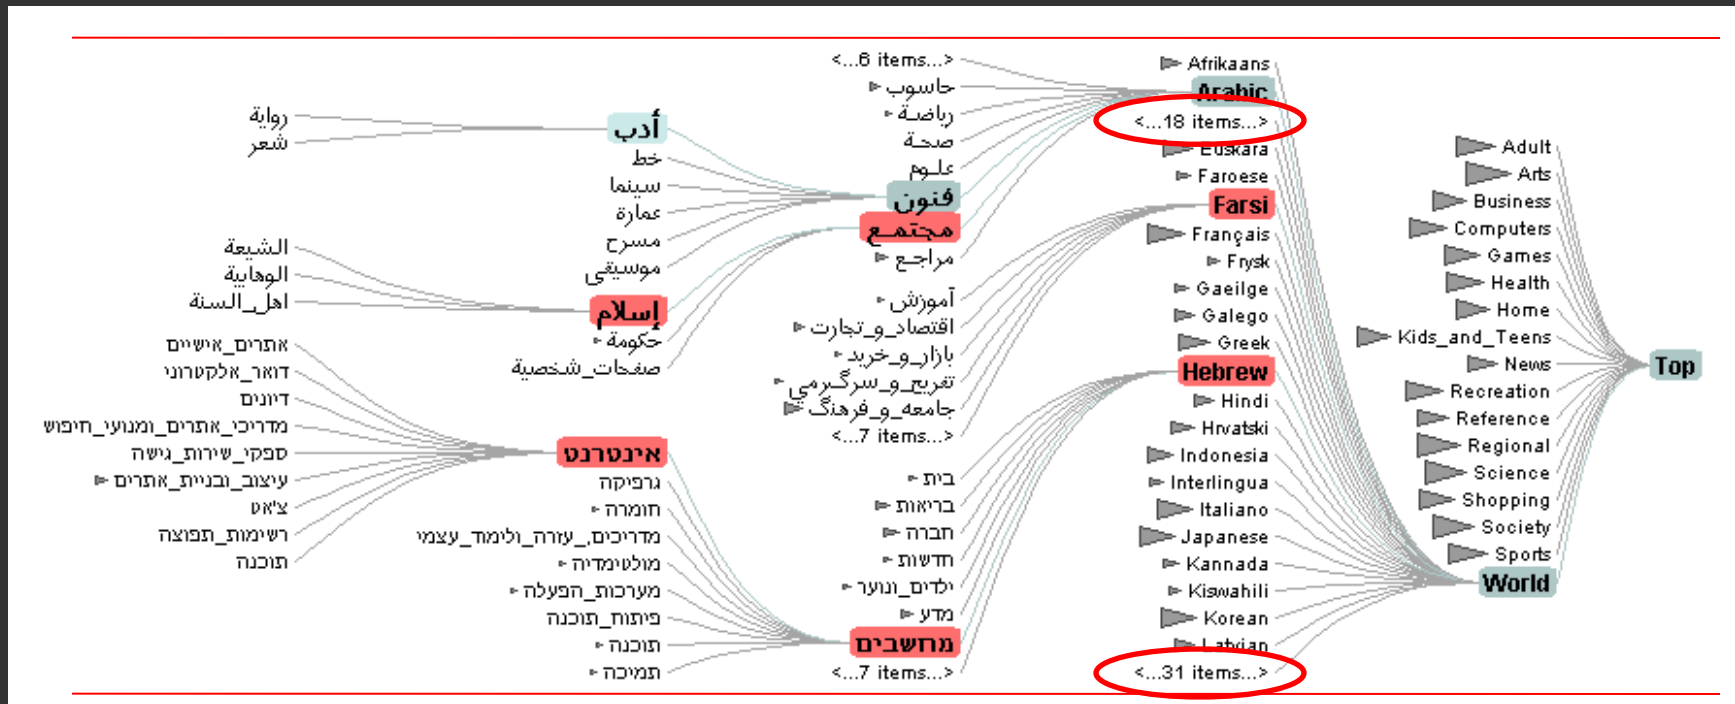 Top
Adult
Arts
Business
Computers
Games
Health
Home
Kids_and_Teens
News
Recreation
Reference
Regional
Science
Shopping
Society
Sports
World
Afrikaans
Arabic
<...18 items...>
Euskara
Faroese
Farsi
Français
Frysk
Gaeilge
Galego
Greek
Hebrew
Hindi
Hrvatski
Indonesia
Interlingua
Italiano
Japanese
Kannada
Kiswahili
Korean
Latvian
<...31 items...>
<...6 items...>
حاسوب
رياضة
صحة
علوم
فنون
مجتمع
مراجع
آموزش
اقتصاد_و_تجارت
بازار_و_خرید
تفریح_و_سرگرمی
جامعه_و_فرهنگ
<...7 items...>
בית
בריאות
חברה
חדשות
ילדים_ונוער
מדע
מחשבים
<...7 items...>
أدب
خط
سينما
عمارة
مسرح
موسيقى
إسلام
حكومة
صفحات_شخصية
אינטרנט
גרפיקה
חומרה
מדריכים,_עזרה_ולימוד_עצמי
מולטימדיה
מערכות_הפעלה
פיתוח_תוכנה
תוכנה
תמיכה
رواية
شعر
الشيعة
الوهابية
اهل_السنة
אתרים_אישיים
דואר_אלקטרוני
דיונים
מדריכי_אתרים_ומנועי_חיפוש
ספקי_שירות_גישה
עיצוב_ובניית_אתרים
צ'אט
רשימות_תפוצה
תוכנה